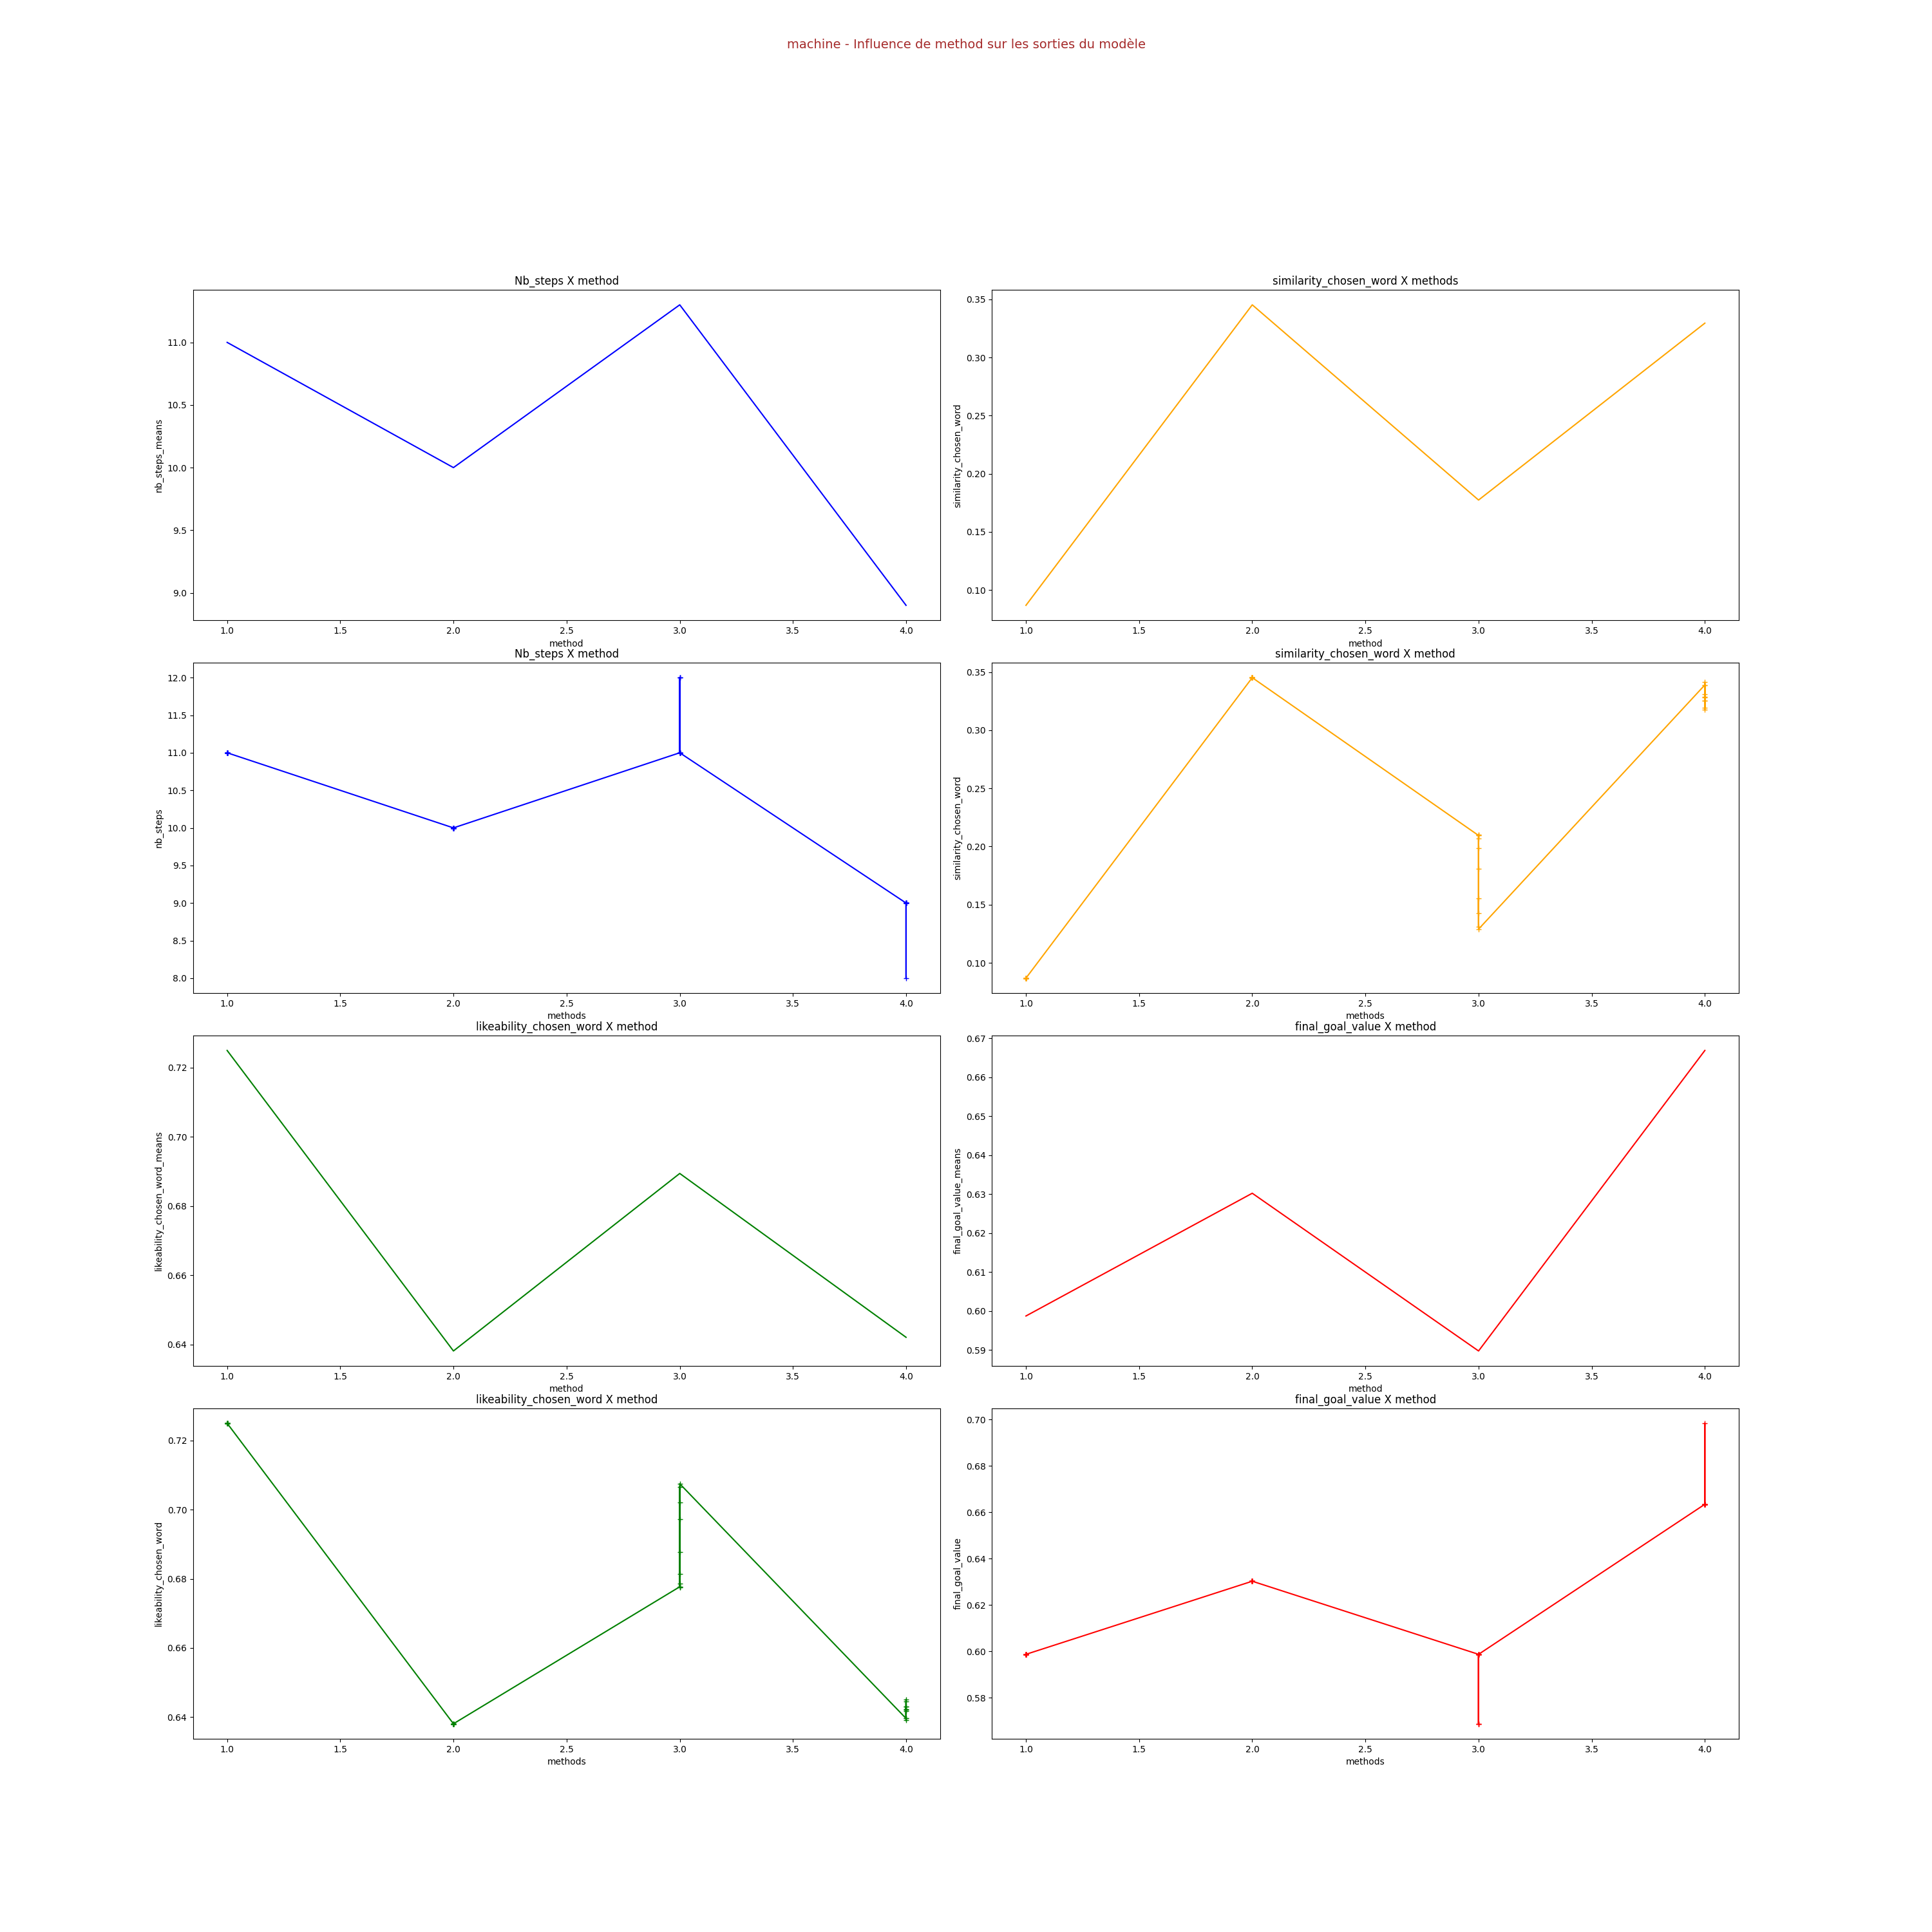 machine - Influence de method sur les sorties du modèle
Nb_steps X method
nb_steps_means
11.0
10.5
10.0
9.5
9.0
1.0 1.5 2.0 2.5 3.0 3.5 4.0
method
similarity_chosen_word X methods
similarity_chosen_word
0.35
0.30
0.25
0.20
0.15
0.10
1.0 1.5 2.0 2.5 3.0 3.5 4.0
method
Nb_steps X method
nb_steps
12.0
11.5
11.0
10.5
10.0
9.5
9.0
8.5
8.0
1.0 1.5 2.0 2.5 3.0 3.5 4.0
methods
similarity_chosen_word X method
similarity_chosen_word
0.35
0.30
0.25
0.20
0.15
0.10
1.0 1.5 2.0 2.5 3.0 3.5 4.0
methods
likeability_chosen_word X method
likeability_chosen_word_means
0.72
0.70
0.68
0.66
0.64
1.0 1.5 2.0 2.5 3.0 3.5 4.0
method
final_goal_value X method
final_goal_value_means
0.67
0.66
0.65
0.64
0.63
0.62
0.61
0.60
0.59
1.0 1.5 2.0 2.5 3.0 3.5 4.0
method
likeability_chosen_word X method
likeability_chosen_word
0.72
0.70
0.68
0.66
0.64
1.0 1.5 2.0 2.5 3.0 3.5 4.0
methods
final_goal_value X method
final_goal_value
0.70
0.68
0.66
0.64
0.62
0.60
0.58
1.0 1.5 2.0 2.5 3.0 3.5 4.0
methods